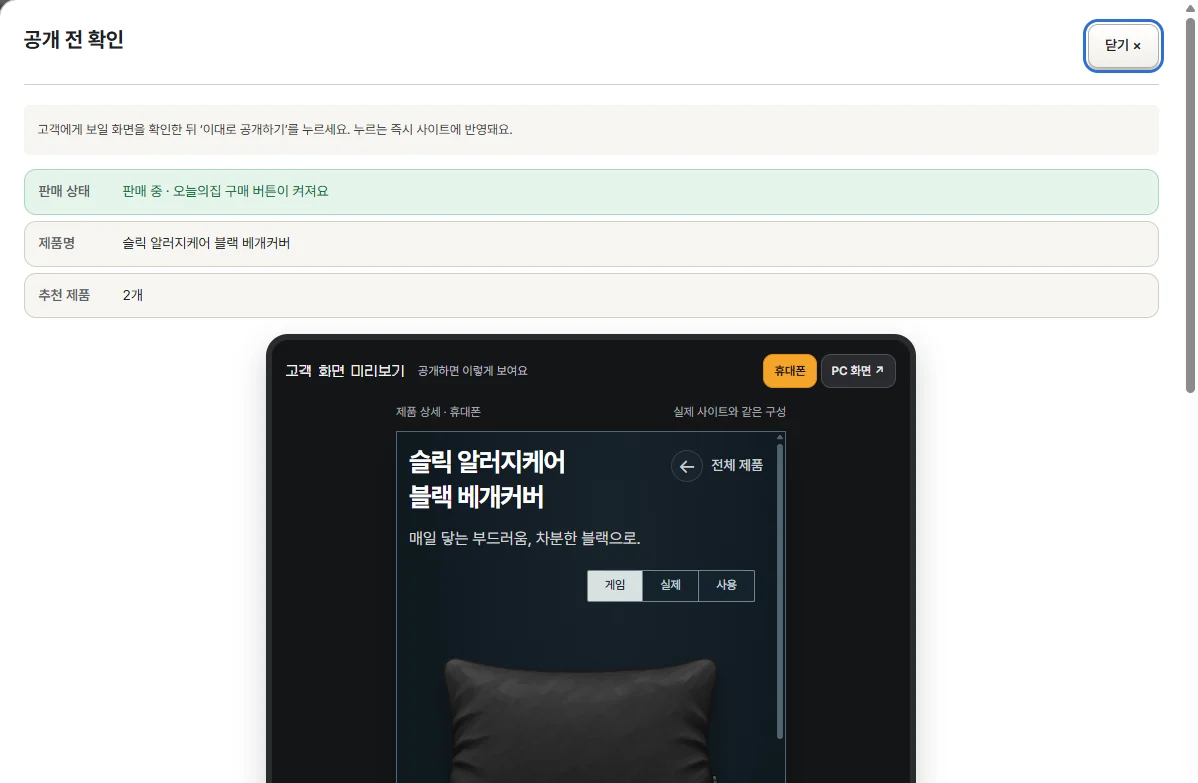 공개 전 확인
닫기 ×
고객에게 보일 화면을 확인한 뒤 ‘이대로 공개하기’를 누르세요. 누르는 즉시 사이트에 반영돼요.
판매 상태 판매 중 · 오늘의집 구매 버튼이 켜져요
제품명 슬릭 알러지케어 블랙 베개커버
추천 제품 2개
고객 화면 미리보기 공개하면 이렇게 보여요
휴대폰 PC 화면 ↗
제품 상세 · 휴대폰 실제 사이트와 같은 구성
슬릭 알러지케어
블랙 베개커버
← 전체 제품
매일 닿는 부드러움, 차분한 블랙으로.
게임 실제 사용